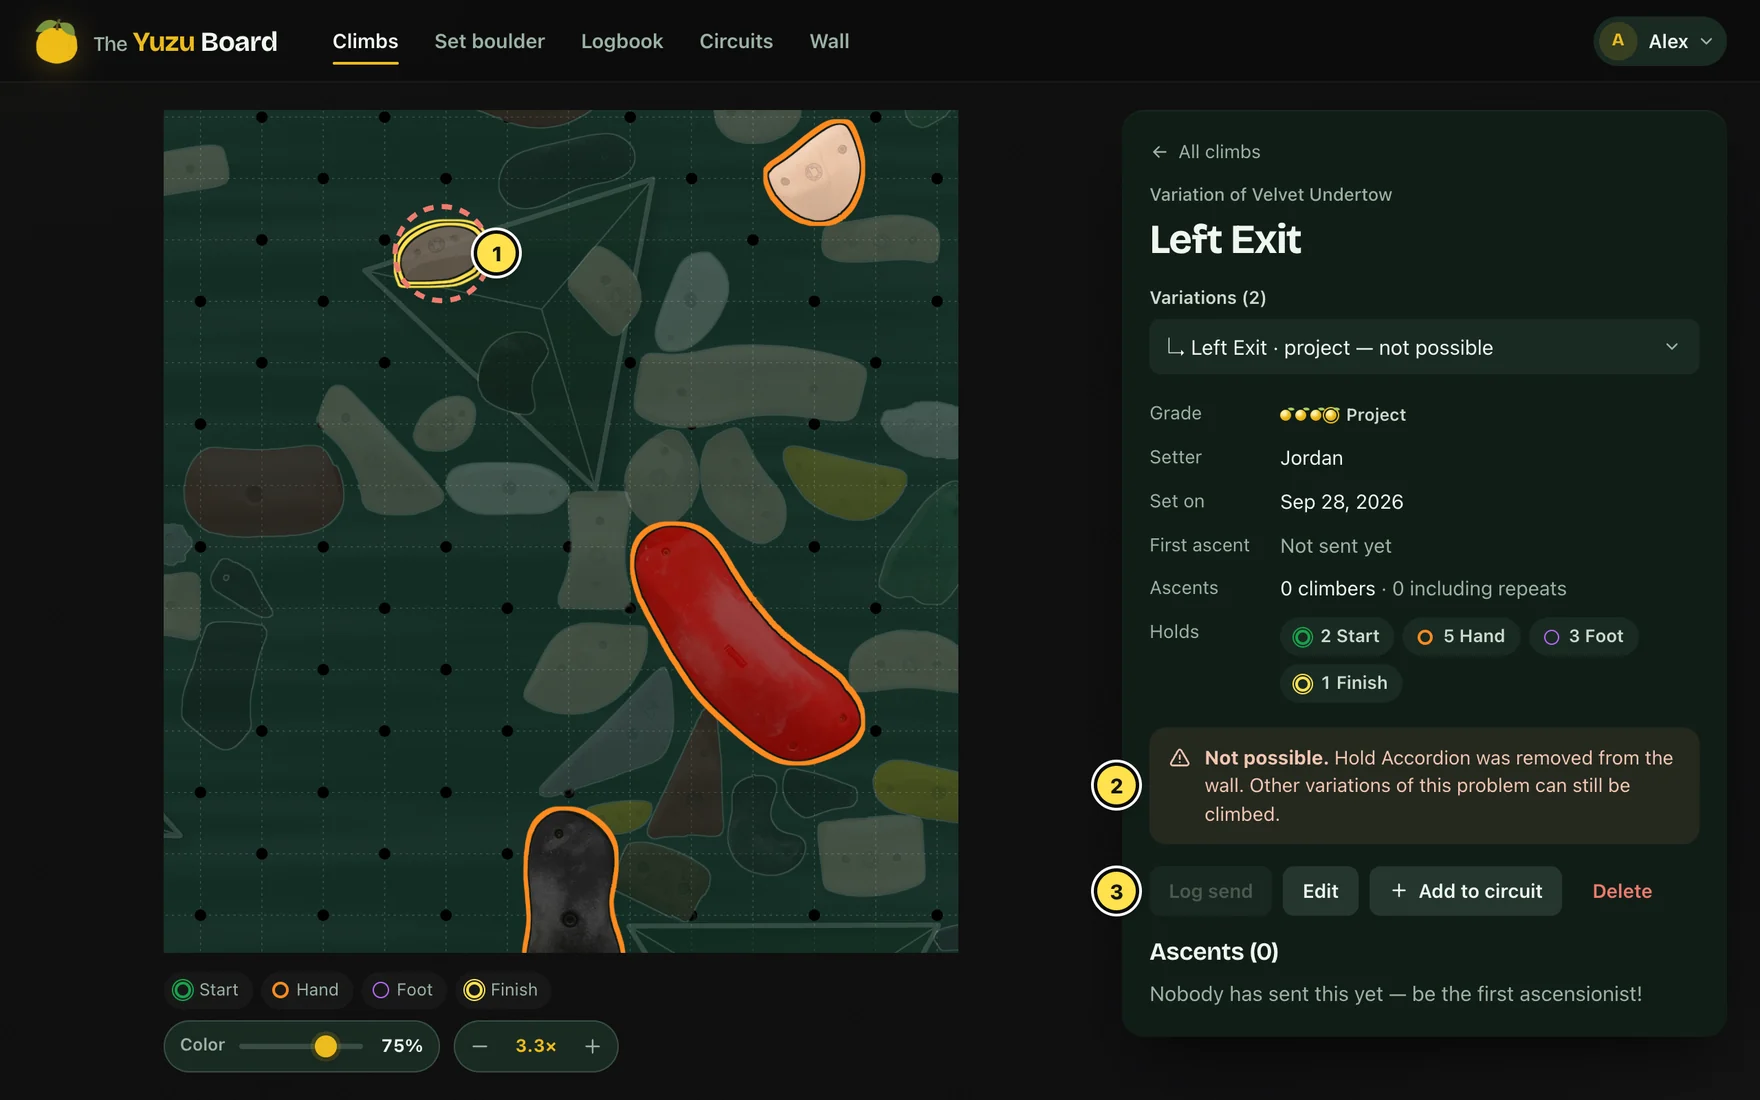 The Yuzu Board
Climbs
Set boulder
Logbook
Circuits
Wall
A
Alex
1
Start
Hand
Foot
Finish
Color
75%
3.3×
← All climbs
Variation of Velvet Undertow
Left Exit
Variations (2)
Left Exit · project — not possible
Grade
Project
Setter
Jordan
Set on
Sep 28, 2026
First ascent
Not sent yet
Ascents
0 climbers · 0 including repeats
Holds
2 Start
5 Hand
3 Foot
1 Finish
2
Not possible. Hold Accordion was removed from the
wall. Other variations of this problem can still be
climbed.
3
Log send
Edit
+ Add to circuit
Delete
Ascents (0)
Nobody has sent this yet — be the first ascensionist!